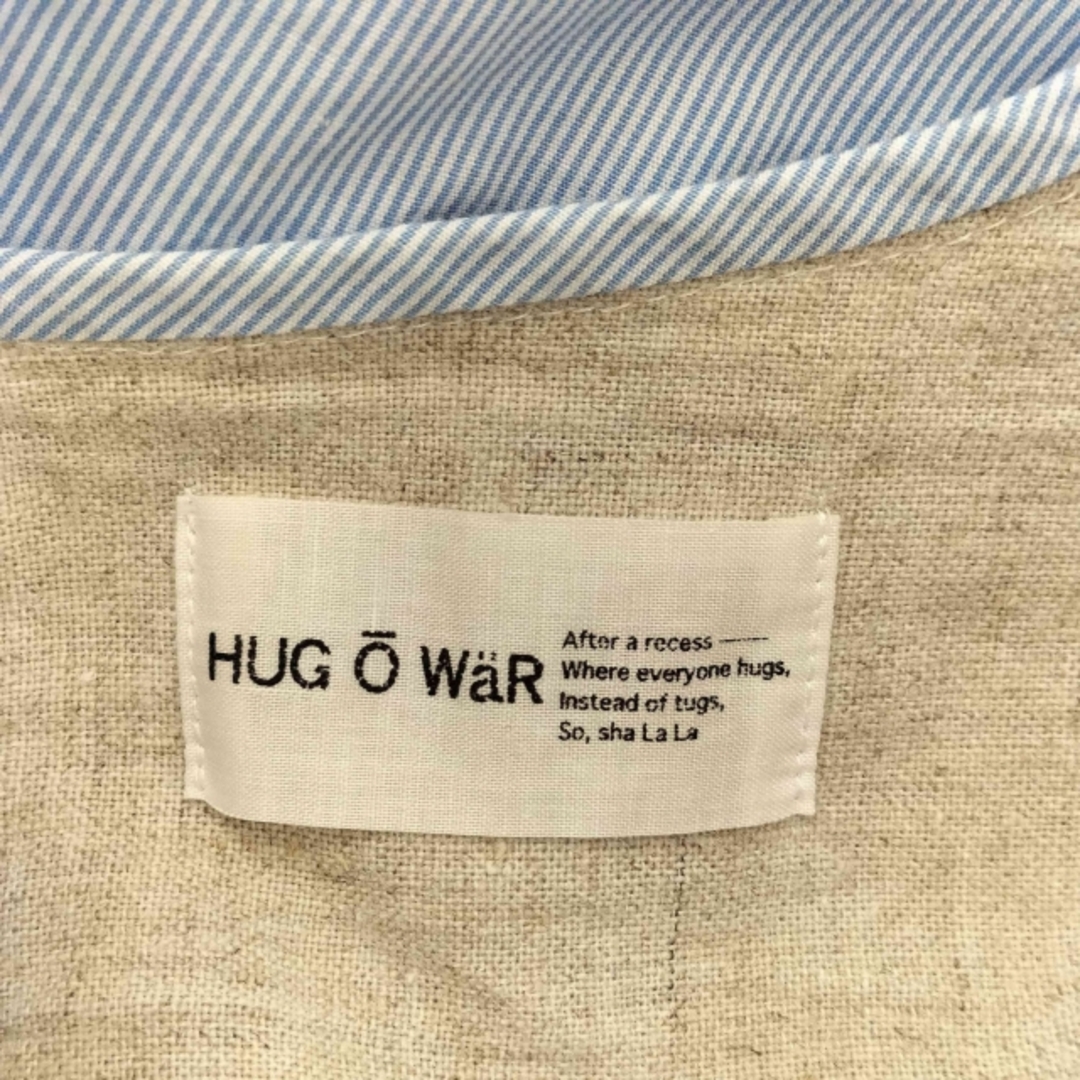 HUG Ō WäR
After a recess ——
Where everyone hugs,
Instead of tugs,
So, sha La La